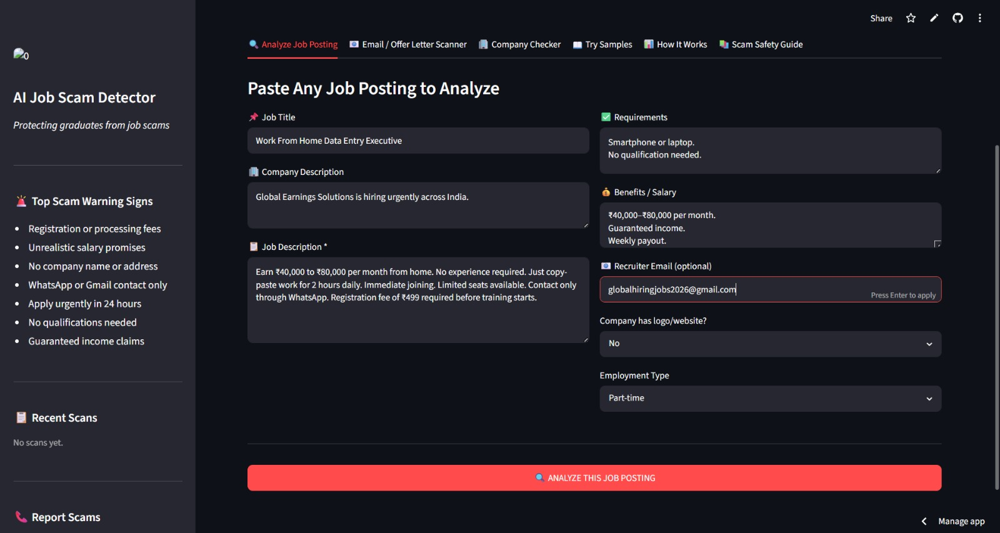 Share
0
AI Job Scam Detector
Protecting graduates from job scams
Top Scam Warning Signs
Registration or processing fees
Unrealistic salary promises
No company name or address
WhatsApp or Gmail contact only
Apply urgently in 24 hours
No qualifications needed
Guaranteed income claims
Recent Scans
No scans yet.
Report Scams
Analyze Job Posting
Email / Offer Letter Scanner
Company Checker
Try Samples
How It Works
Scam Safety Guide
Paste Any Job Posting to Analyze
Job Title
Work From Home Data Entry Executive
Company Description
Global Earnings Solutions is hiring urgently across India.
Job Description *
Earn ₹40,000 to ₹80,000 per month from home. No experience required. Just copy-
paste work for 2 hours daily. Immediate joining. Limited seats available. Contact only
through WhatsApp. Registration fee of ₹499 required before training starts.
Requirements
Smartphone or laptop.
No qualification needed.
Benefits / Salary
₹40,000–₹80,000 per month.
Guaranteed income.
Weekly payout.
Recruiter Email (optional)
globalhiringjobs2026@gmail.com
Press Enter to apply
Company has logo/website?
No
Employment Type
Part-time
ANALYZE THIS JOB POSTING
Manage app